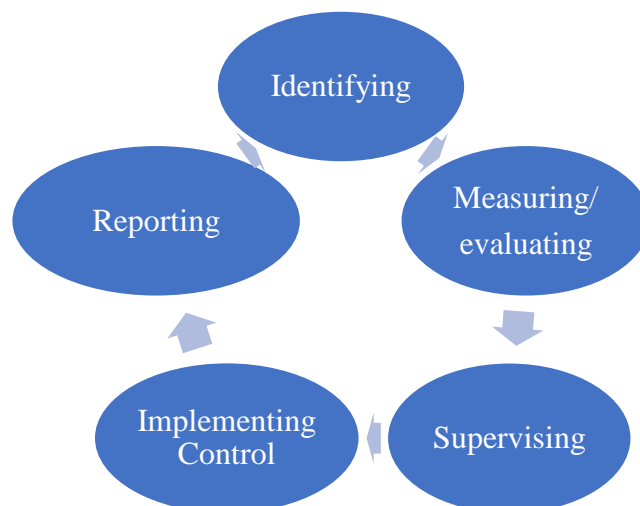 Identifying
Measuring/
evaluating
Supervising
Implementing
Control
Reporting